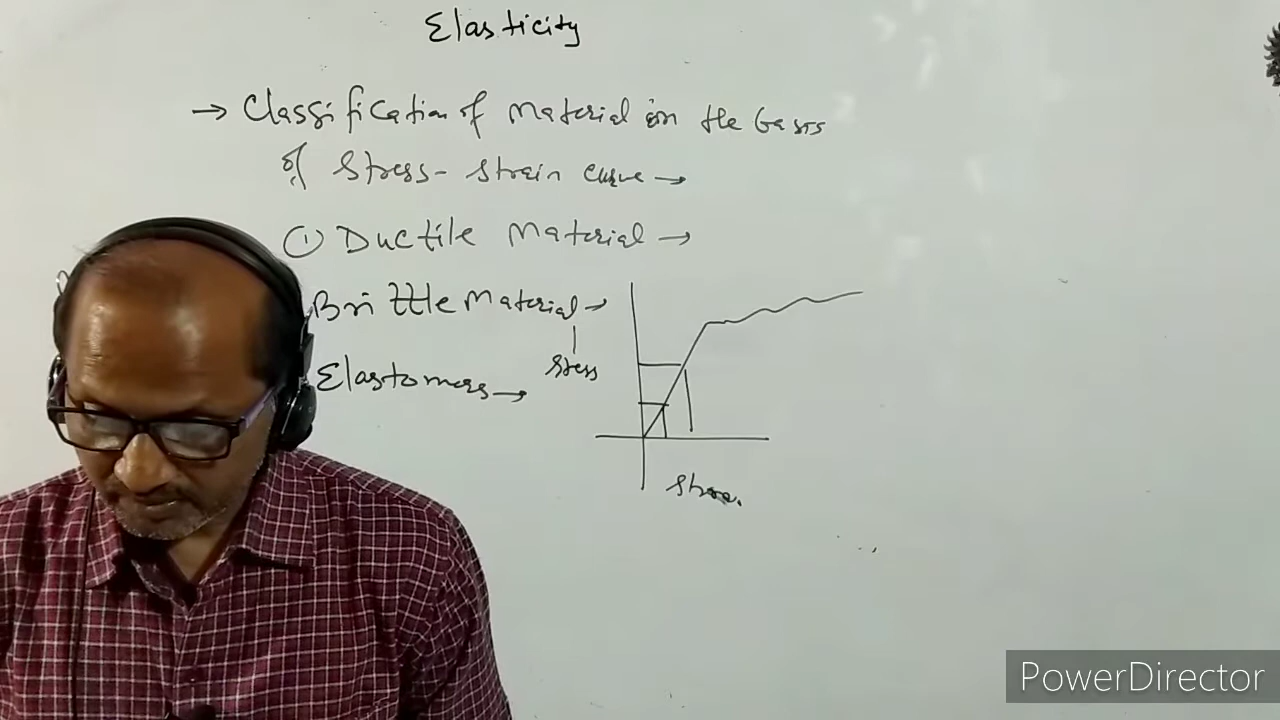 Elasticity
→ Classification of Material on the basis
of Stress-Strain curve →
① Ductile Material →
Brittle Material →
Elastomers →
Stress
PowerDirector